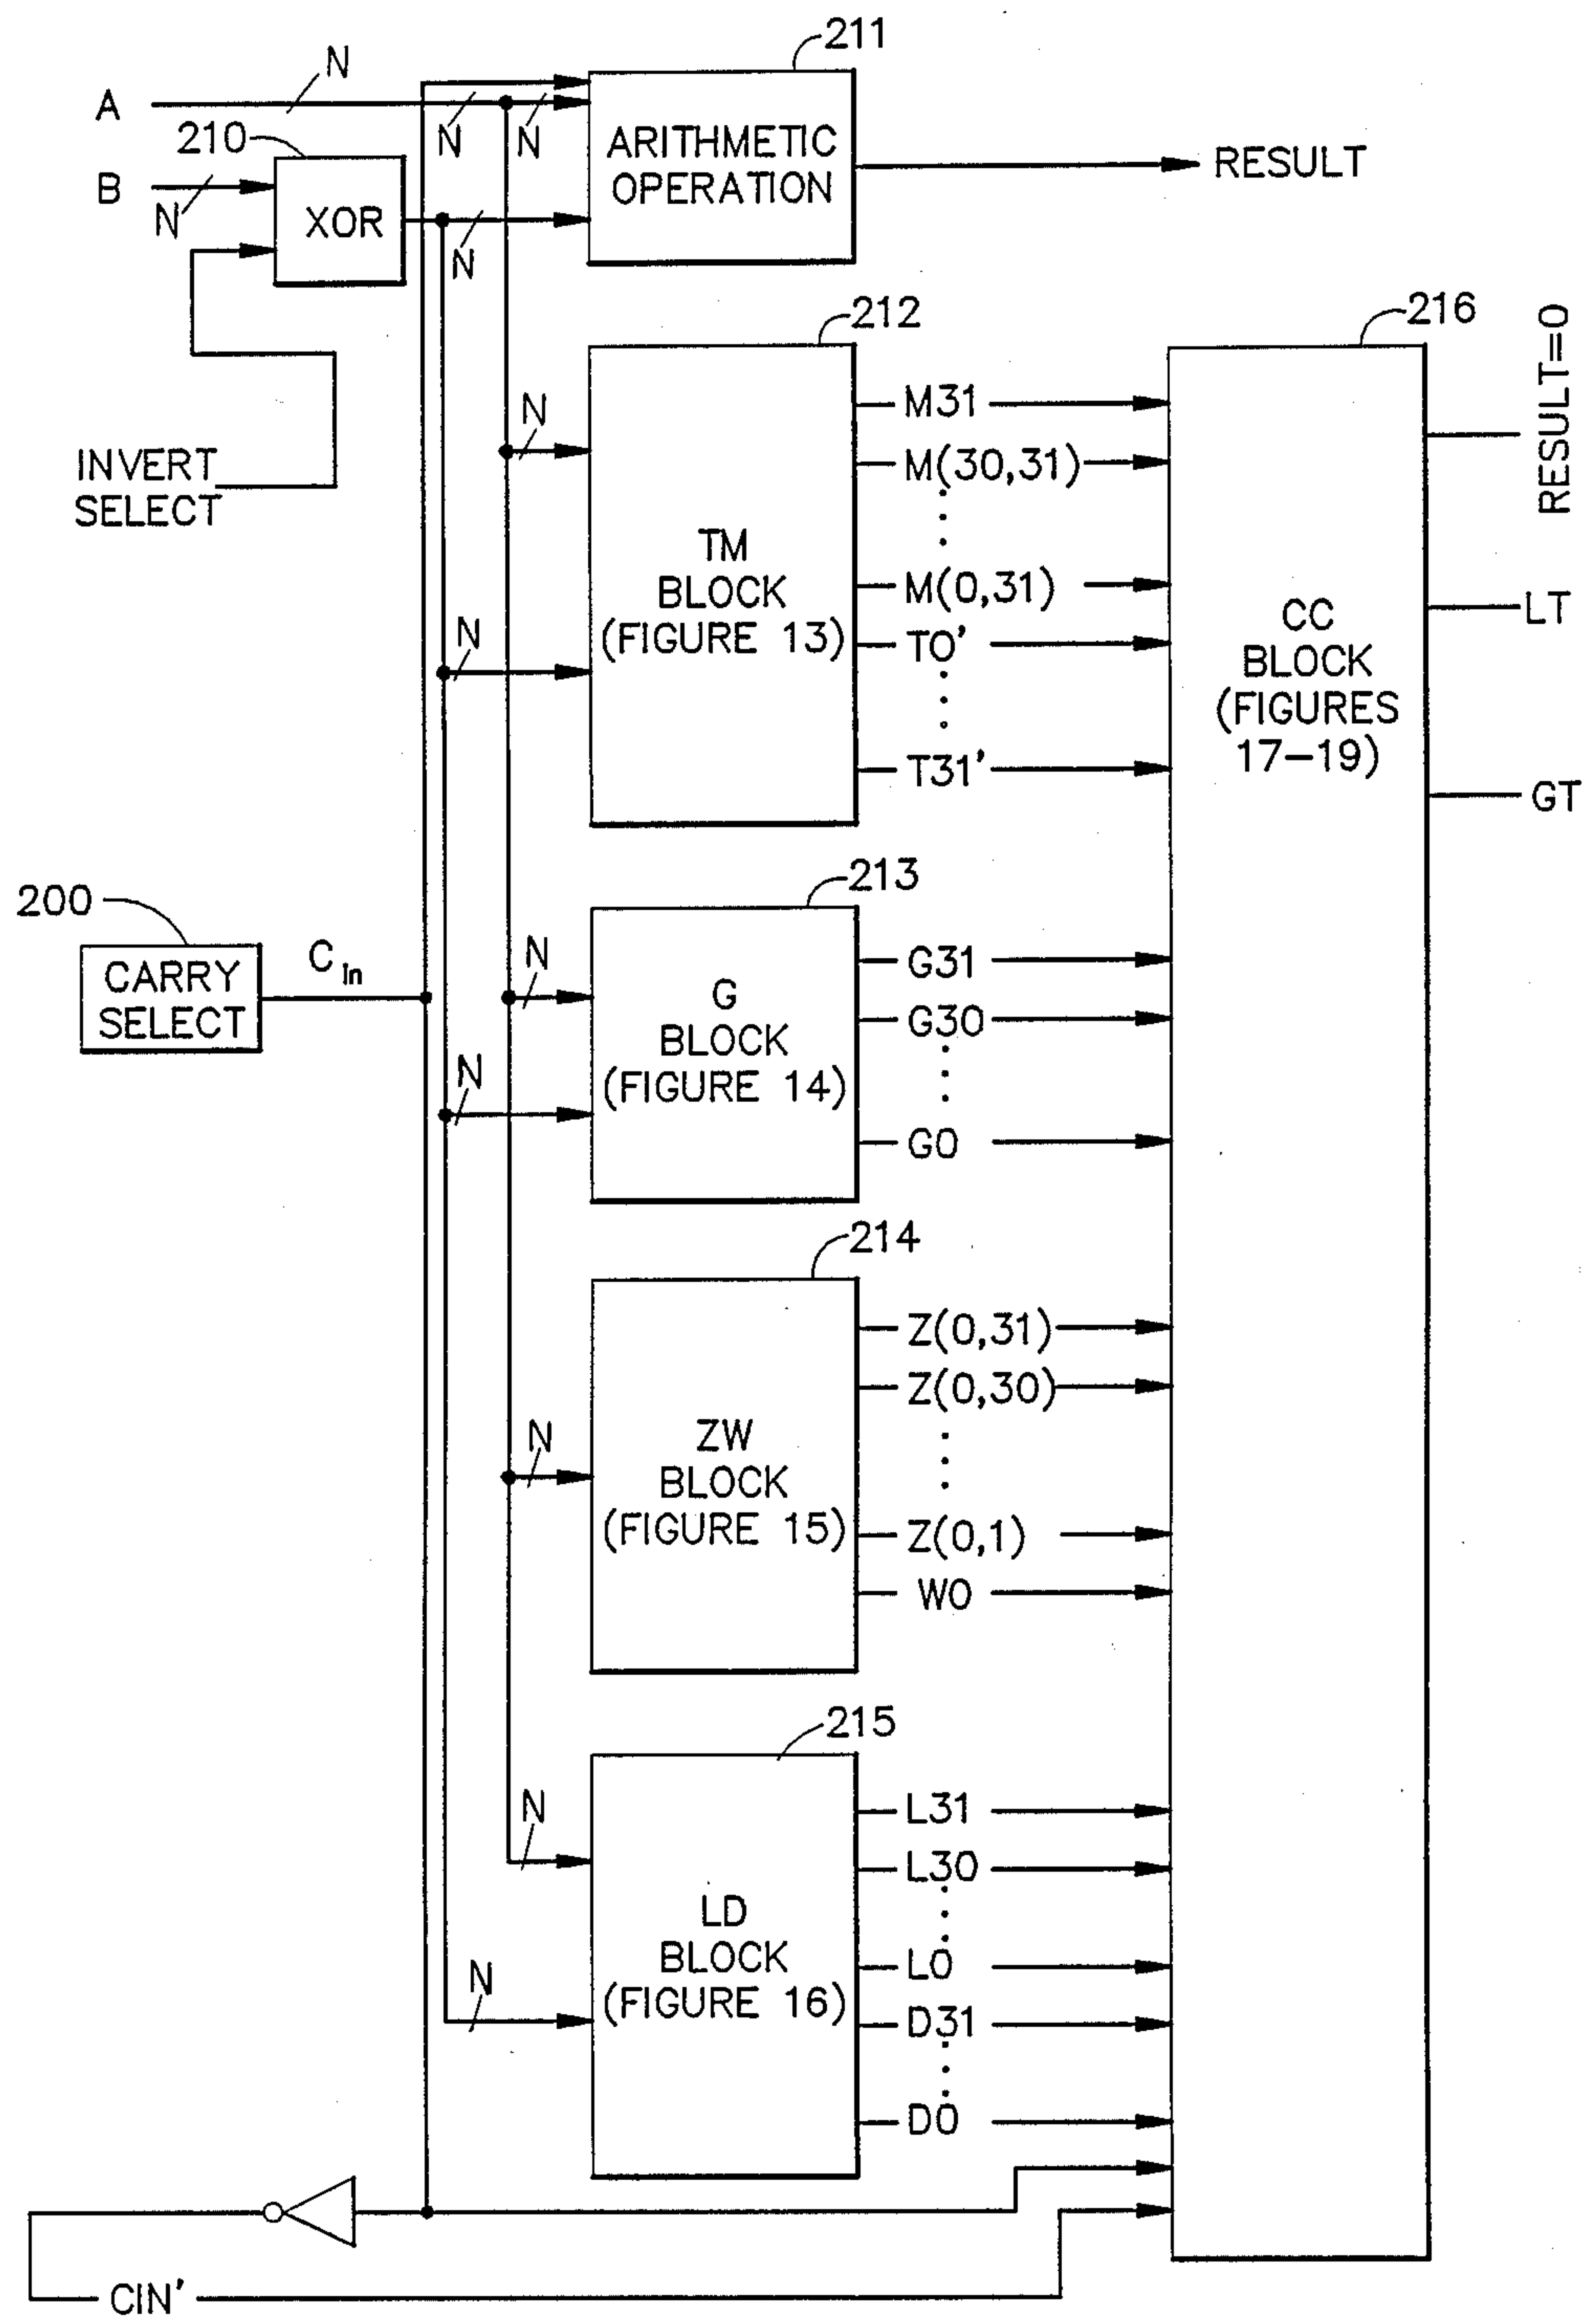 211
N
A
N
N
210
ARITHMETIC
OPERATION
RESULT
B
N
XOR
N
212
216
RESULT=0
INVERT
SELECT
N
M31
M(30,31)
TM
BLOCK
(FIGURE 13)
M(0,31)
N
T0'
T31'
CC
BLOCK
(FIGURES
17-19)
LT
GT
200
CARRY
SELECT
Cin
213
N
G31
G30
G
BLOCK
(FIGURE 14)
N
G0
214
Z(0,31)
Z(0,30)
N
ZW
BLOCK
(FIGURE 15)
Z(0,1)
W0
215
N
L31
L30
LD
BLOCK
(FIGURE 16)
N
L0
D31
D0
CIN'